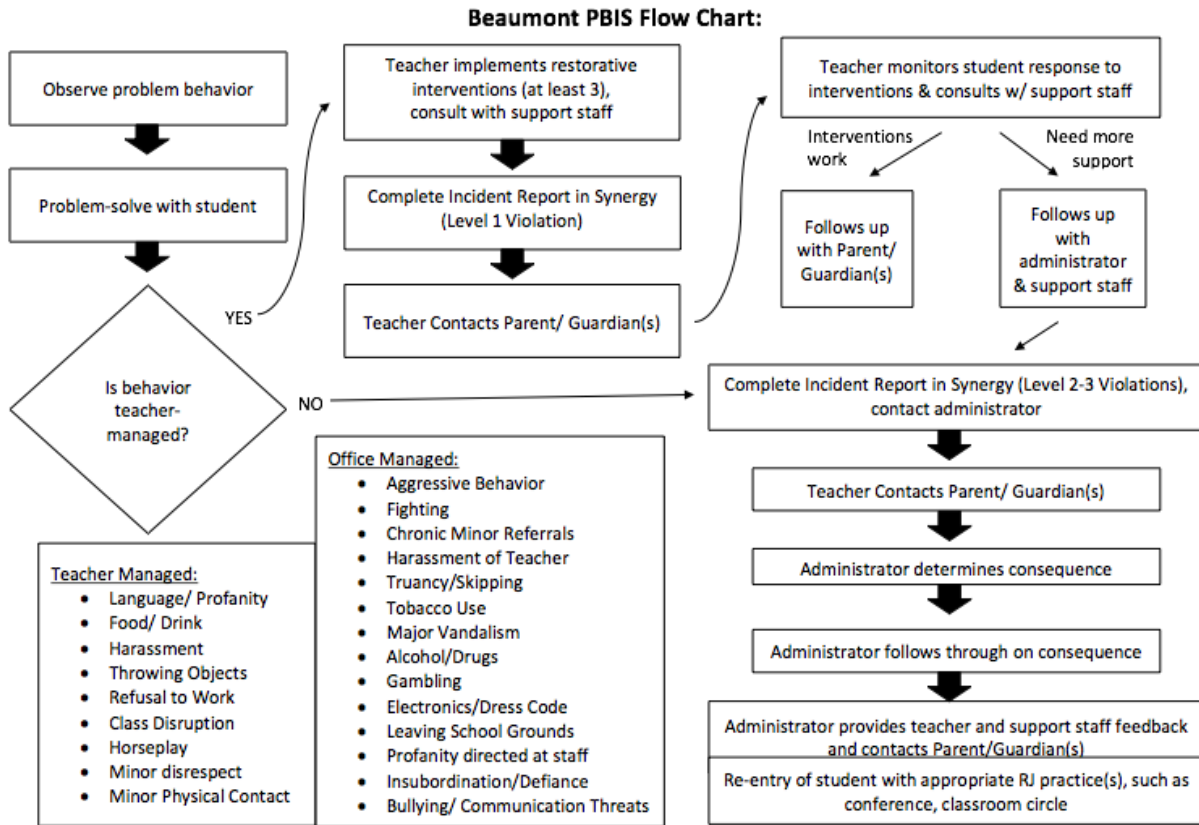 Beaumont PBIS Flow Chart:
Observe problem behavior
Problem-solve with student
Is behavior
teacher-
managed?
YES
NO
Teacher implements restorative
interventions (at least 3),
consult with support staff
Complete Incident Report in Synergy
(Level 1 Violation)
Teacher Contacts Parent/ Guardian(s)
Teacher monitors student response to
interventions & consults w/ support staff
Interventions
work
Need more
support
Follows up
with Parent/
Guardian(s)
Follows up
with
administrator
& support staff
Complete Incident Report in Synergy (Level 2-3 Violations),
contact administrator
Teacher Contacts Parent/ Guardian(s)
Administrator determines consequence
Administrator follows through on consequence
Administrator provides teacher and support staff feedback
and contacts Parent/Guardian(s)
Re-entry of student with appropriate RJ practice(s), such as
conference, classroom circle
Teacher Managed:
• Language/ Profanity
• Food/ Drink
• Harassment
• Throwing Objects
• Refusal to Work
• Class Disruption
• Horseplay
• Minor disrespect
• Minor Physical Contact
Office Managed:
• Aggressive Behavior
• Fighting
• Chronic Minor Referrals
• Harassment of Teacher
• Truancy/Skipping
• Tobacco Use
• Major Vandalism
• Alcohol/Drugs
• Gambling
• Electronics/Dress Code
• Leaving School Grounds
• Profanity directed at staff
• Insubordination/Defiance
• Bullying/ Communication Threats